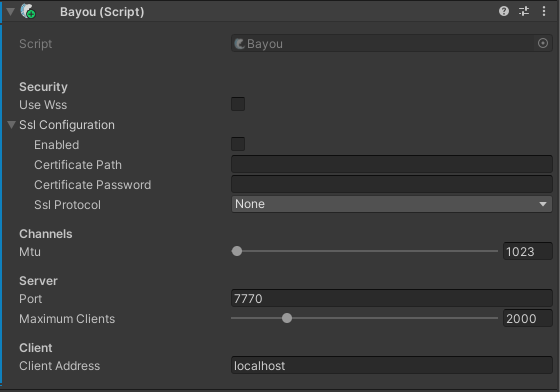 Bayou (Script)
Script Bayou
Security
Use Wss
Ssl Configuration
Enabled
Certificate Path
Certificate Password
Ssl Protocol None
Channels
Mtu 1023
Server
Port 7770
Maximum Clients 2000
Client
Client Address localhost